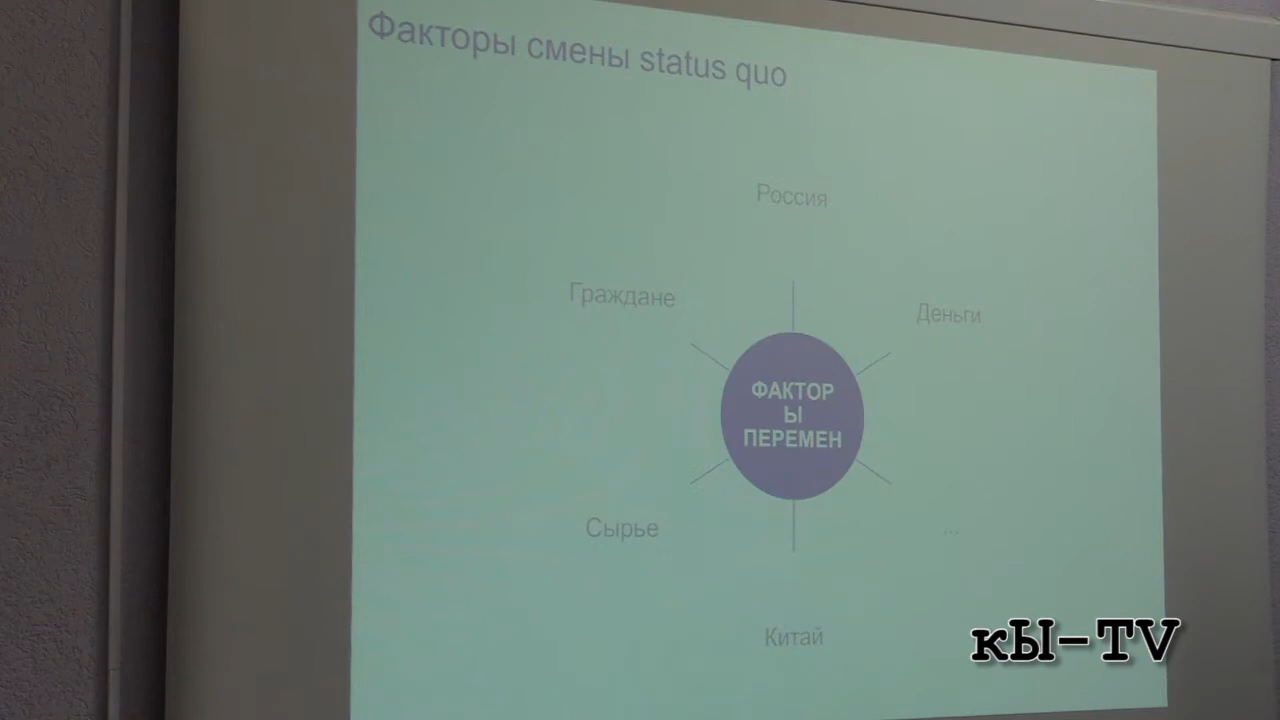 Факторы смены status quo
Россия
Граждане
Деньги
ФАКТОР
Ы
ПЕРЕМЕН
Сырье
...
Китай
кЫ-TV